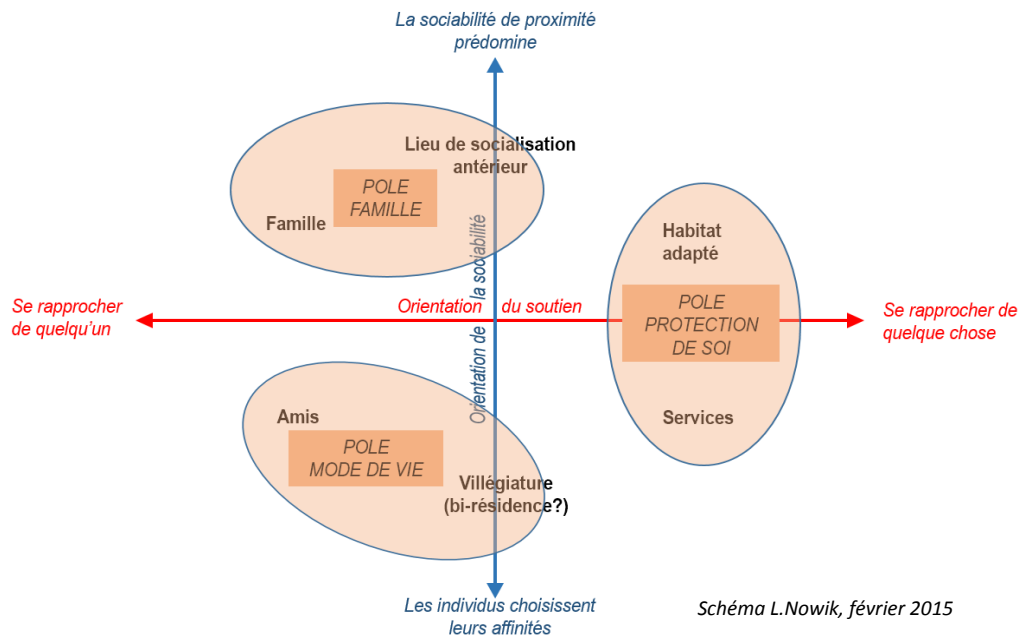 La sociabilité de proximité
prédomine
Lieu de socialisation
antérieur
POLE
FAMILLE
Famille
Orientation de la sociabilité
Habitat
adapté
Se rapprocher
de quelqu'un
Orientation du soutien
POLE
PROTECTION
DE SOI
Se rapprocher de
quelque chose
Services
Amis
POLE
MODE DE VIE
Villégiature
(bi-résidence?)
Les individus choisissent
leurs affinités
Schéma L.Nowik, février 2015